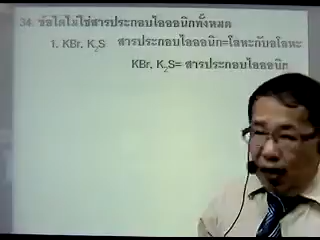 34. ข้อใดไม่ใช่สารประกอบไอออนิกทั้งหมด
1. KBr, K₂S สารประกอบไอออนิก=โลหะกับอโลหะ
KBr, K₂S= สารประกอบไอออนิก